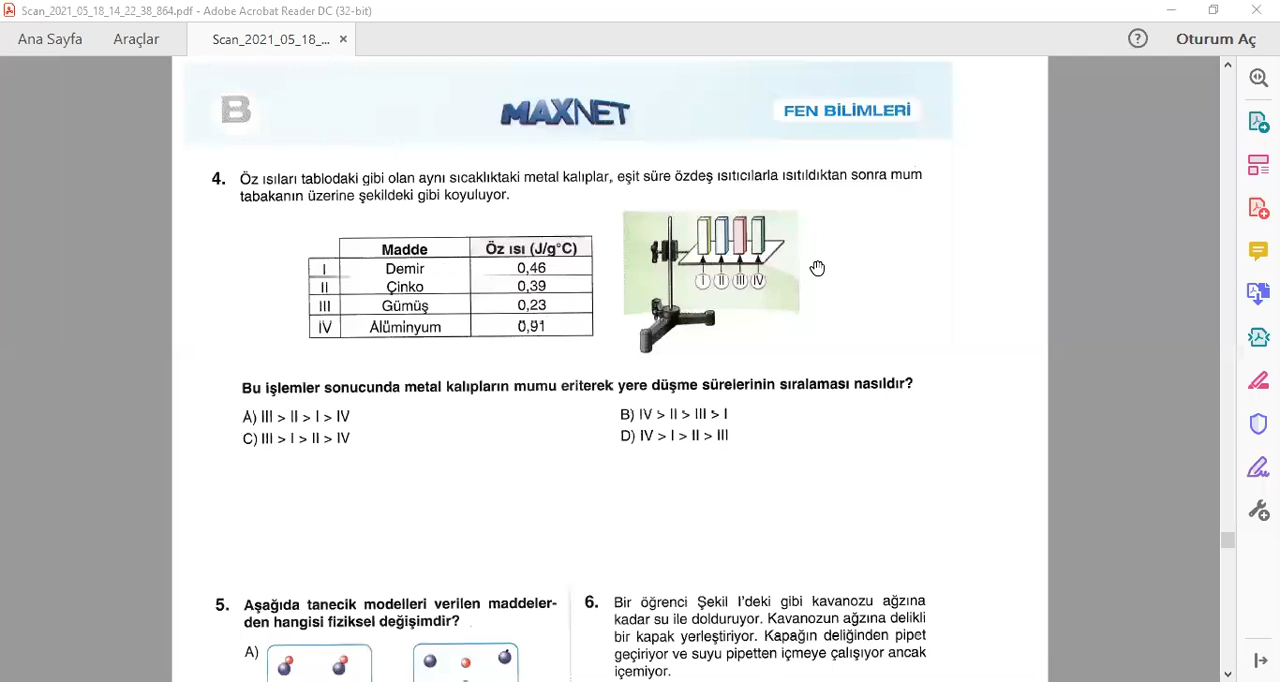 Scan_2021_05_18_14_22_38_864.pdf - Adobe Acrobat Reader DC (32-bit)
Ana Sayfa
Araçlar
Scan_2021_05_18_...
Oturum Aç
B
MAXNET
FEN BİLİMLERİ
4. Öz ısıları tablodaki gibi olan aynı sıcaklıktaki metal kalıplar, eşit süre özdeş ısıtıcılarla ısıtıldıktan sonra mum
tabakanın üzerine şekildeki gibi koyuluyor.
Madde Öz ısı (J/g°C)
I Demir 0,46
II Çinko 0,39
III Gümüş 0,23
IV Alüminyum 0,91
I II III IV
Bu işlemler sonucunda metal kalıpların mumu eriterek yere düşme sürelerinin sıralaması nasıldır?
A) III > II > I > IV
B) IV > II > III > I
C) III > I > II > IV
D) IV > I > II > III
5. Aşağıda tanecik modelleri verilen maddeler-
den hangisi fiziksel değişimdir?
A)
6. Bir öğrenci Şekil I'deki gibi kavanozu ağzına
kadar su ile dolduruyor. Kavanozun ağzına delikli
bir kapak yerleştiriyor. Kapağın deliğinden pipet
geçiriyor ve suyu pipetten içmeye çalışıyor ancak
içemiyor.